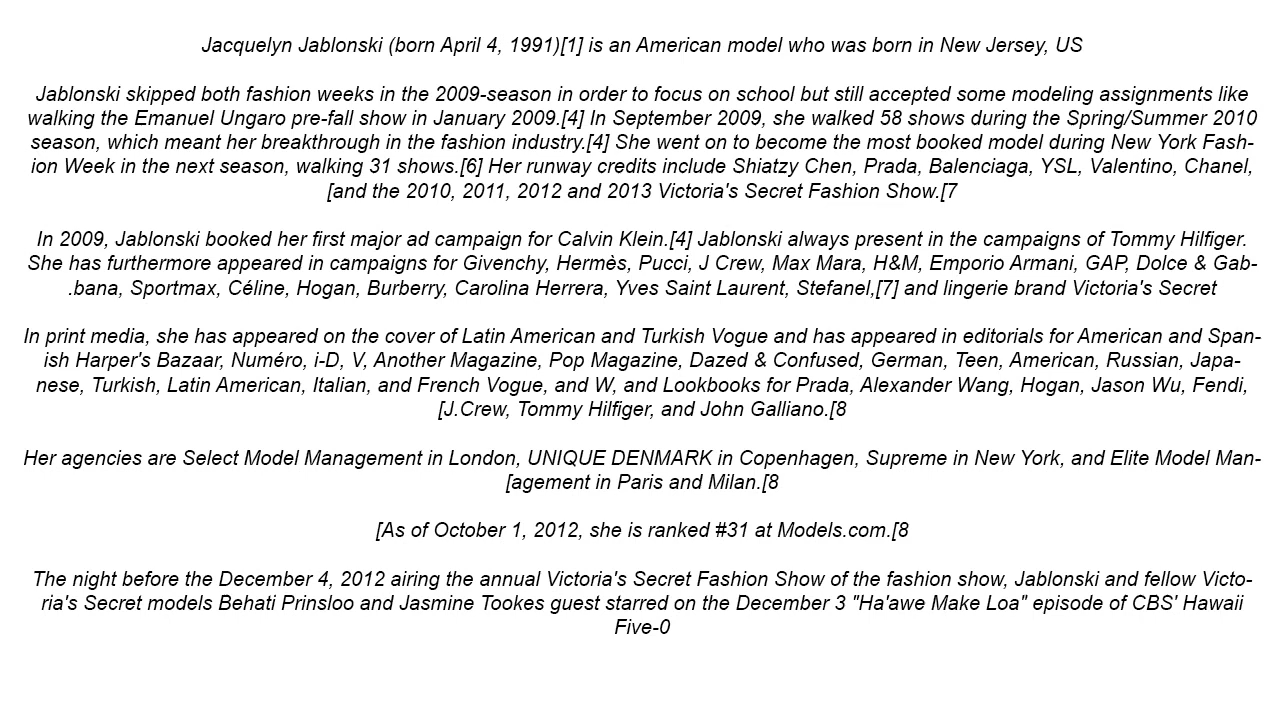 Jacquelyn Jablonski (born April 4, 1991)[1] is an American model who was born in New Jersey, US
Jablonski skipped both fashion weeks in the 2009-season in order to focus on school but still accepted some modeling assignments like
walking the Emanuel Ungaro pre-fall show in January 2009.[4] In September 2009, she walked 58 shows during the Spring/Summer 2010
season, which meant her breakthrough in the fashion industry.[4] She went on to become the most booked model during New York Fash-
ion Week in the next season, walking 31 shows.[6] Her runway credits include Shiatzy Chen, Prada, Balenciaga, YSL, Valentino, Chanel,
[and the 2010, 2011, 2012 and 2013 Victoria's Secret Fashion Show.[7
In 2009, Jablonski booked her first major ad campaign for Calvin Klein.[4] Jablonski always present in the campaigns of Tommy Hilfiger.
She has furthermore appeared in campaigns for Givenchy, Hermès, Pucci, J Crew, Max Mara, H&M, Emporio Armani, GAP, Dolce & Gab-
.bana, Sportmax, Céline, Hogan, Burberry, Carolina Herrera, Yves Saint Laurent, Stefanel,[7] and lingerie brand Victoria's Secret
In print media, she has appeared on the cover of Latin American and Turkish Vogue and has appeared in editorials for American and Span-
ish Harper's Bazaar, Numéro, i-D, V, Another Magazine, Pop Magazine, Dazed & Confused, German, Teen, American, Russian, Japa-
nese, Turkish, Latin American, Italian, and French Vogue, and W, and Lookbooks for Prada, Alexander Wang, Hogan, Jason Wu, Fendi,
[J.Crew, Tommy Hilfiger, and John Galliano.[8
Her agencies are Select Model Management in London, UNIQUE DENMARK in Copenhagen, Supreme in New York, and Elite Model Man-
[agement in Paris and Milan.[8
[As of October 1, 2012, she is ranked #31 at Models.com.[8
The night before the December 4, 2012 airing the annual Victoria's Secret Fashion Show of the fashion show, Jablonski and fellow Victo-
ria's Secret models Behati Prinsloo and Jasmine Tookes guest starred on the December 3 "Ha'awe Make Loa" episode of CBS' Hawaii
Five-0